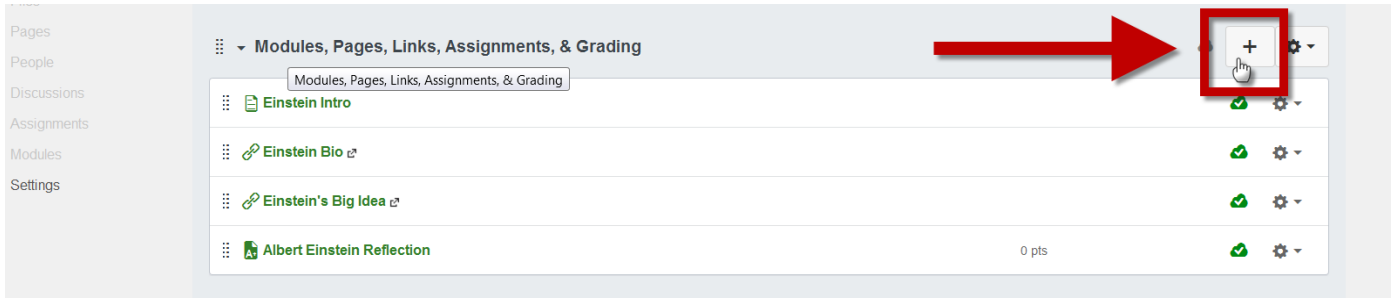 Pages
People
Discussions
Assignments
Modules
Settings
Modules, Pages, Links, Assignments, & Grading
Modules, Pages, Links, Assignments, & Grading
Einstein Intro
Einstein Bio
Einstein's Big Idea
Albert Einstein Reflection
0 pts